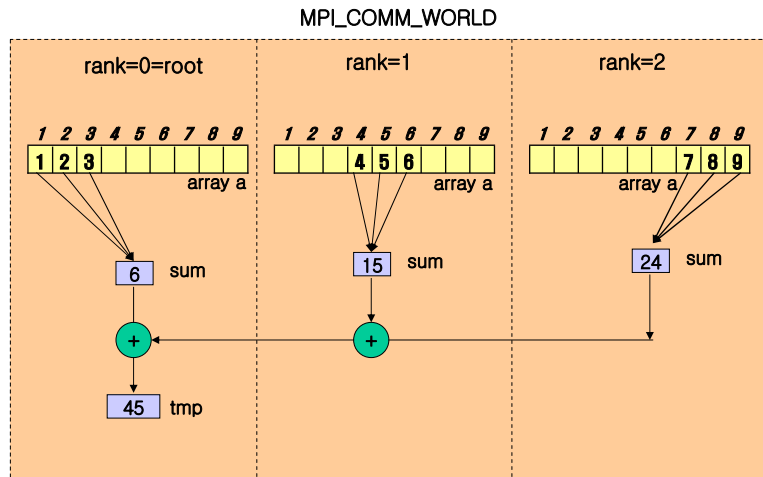 MPI_COMM_WORLD
rank=0=root
rank=1
rank=2
1 2 3 4 5 6 7 8 9
1 2 3 4 5 6 7 8 9
1 2 3 4 5 6 7 8 9
1 2 3
4 5 6
7 8 9
array a
array a
array a
6 sum
15 sum
24 sum
+
+
45 tmp